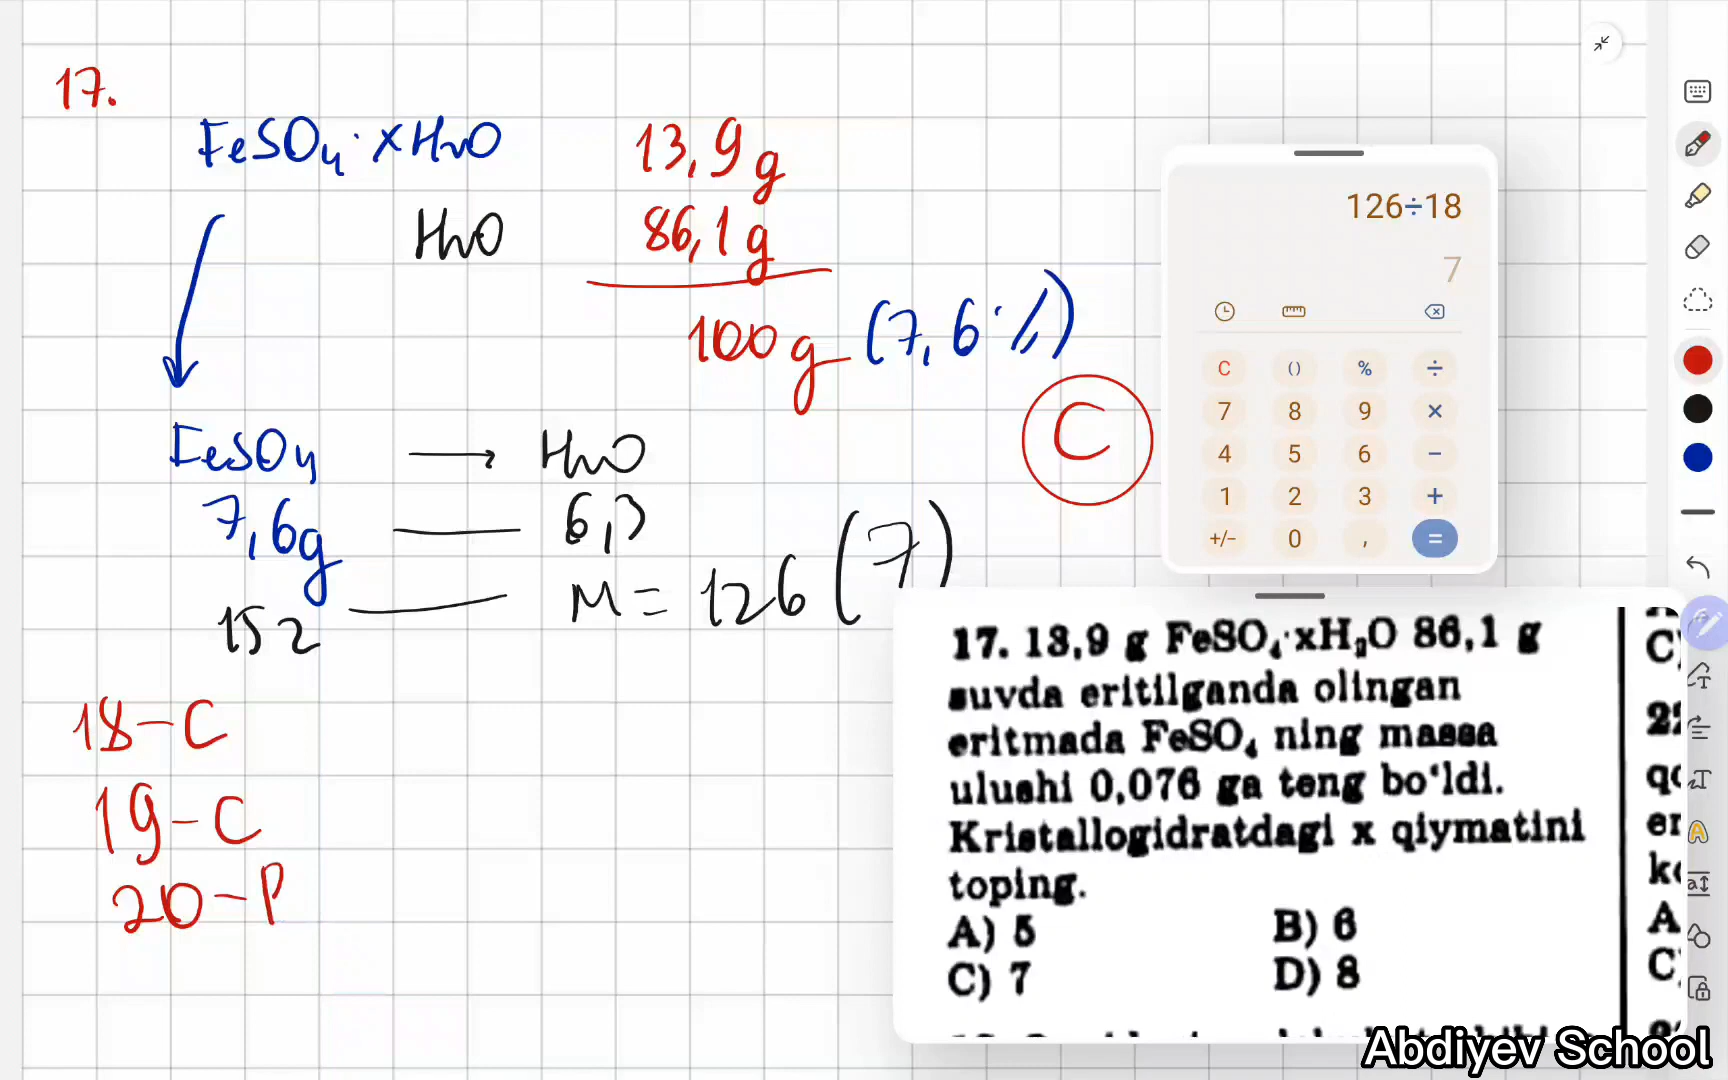 17.
FeSO4·xH2O 13,9g
H2O 86,1g
100g (7,6%)
C
FeSO4 → H2O
7,6g — 6,3
152 — M = 126 (7)
18-C
19-C
20-P
126÷18
7
C () % ÷
7 8 9 ×
4 5 6 −
1 2 3 +
+/− 0 , =
17. 13,9 g FeSO₄·xH₂O 86,1 g
suvda eritilganda olingan
eritmada FeSO₄ ning massa
ulushi 0,076 ga teng bo‘ldi.
Kristallogidratdagi x qiymatini
toping.
A) 5 B) 6
C) 7 D) 8
Abdiyev School